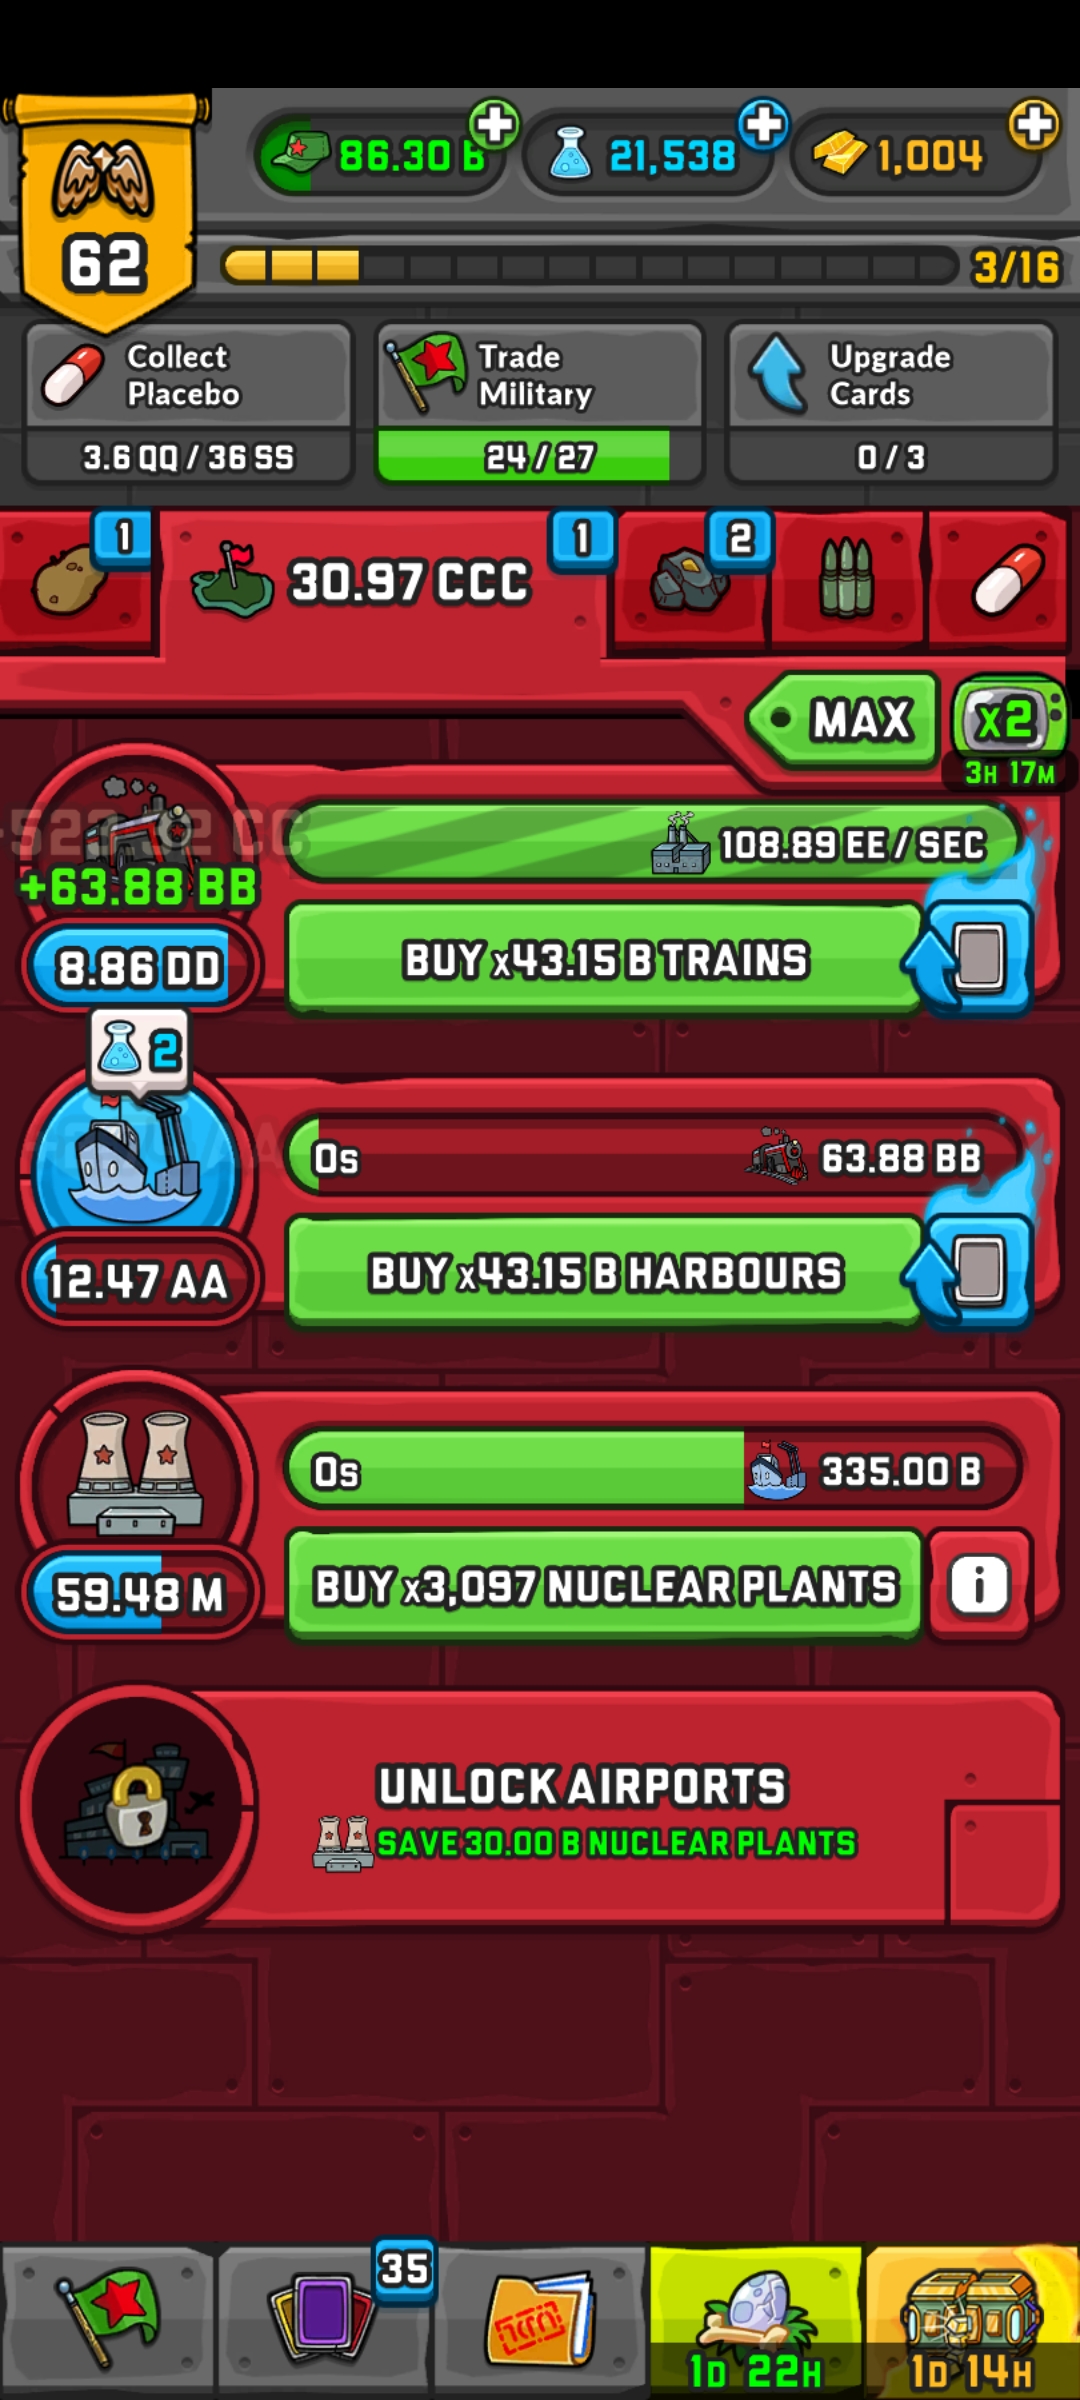 86.30 B
21,538
1,004
62
3/16
Collect
Placebo
3.6 QQ / 36 SS
Trade
Military
24 / 27
Upgrade
Cards
0 / 3
1
30.97 CCC
1
2
MAX
x2
3H 17M
108.89 EE / SEC
+63.88 BB
8.86 DD
BUY x43.15 B TRAINS
2
0s
63.88 BB
12.47 AA
BUY x43.15 B HARBOURS
0s
335.00 B
59.48 M
BUY x3,097 NUCLEAR PLANTS
i
UNLOCK AIRPORTS
SAVE 30.00 B NUCLEAR PLANTS
35
1D 22H
1D 14H